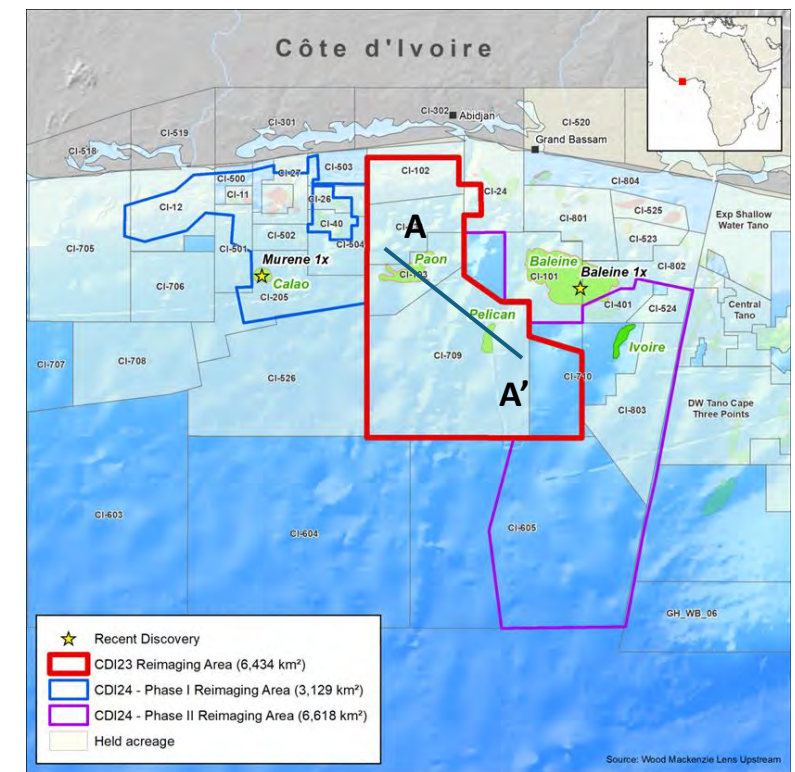 Côte d'Ivoire
CI-302
Abidjan
CI-301
CI-520
CI-519
Grand Bassam
CI-518
CI-503
CI-102
CI-27
CI-500
CI-804
CI-11
CI-24
CI-26
CI-12
CI-525
CI-40
CI-801
Exp Shallow
Water Tano
A
CI-502
CI-504
CI-523
CI-705
CI-501
Murene 1x
Paon
Baleine
CI-802
CI-103
CI-101
Baleine 1x
Calao
CI-706
CI-205
CI-401
CI-524
Central
Tano
Pelican
Ivoire
CI-709
CI-707
CI-708
CI-526
CI-710
A'
DW Tano Cape
Three Points
CI-803
CI-603
CI-605
CI-604
GH_WB_06
Recent Discovery
CDI23 Reimaging Area (6,434 km²)
CDI24 - Phase I Reimaging Area (3,129 km²)
CDI24 - Phase II Reimaging Area (6,618 km²)
Held acreage
Source: Wood Mackenzie Lens Upstream